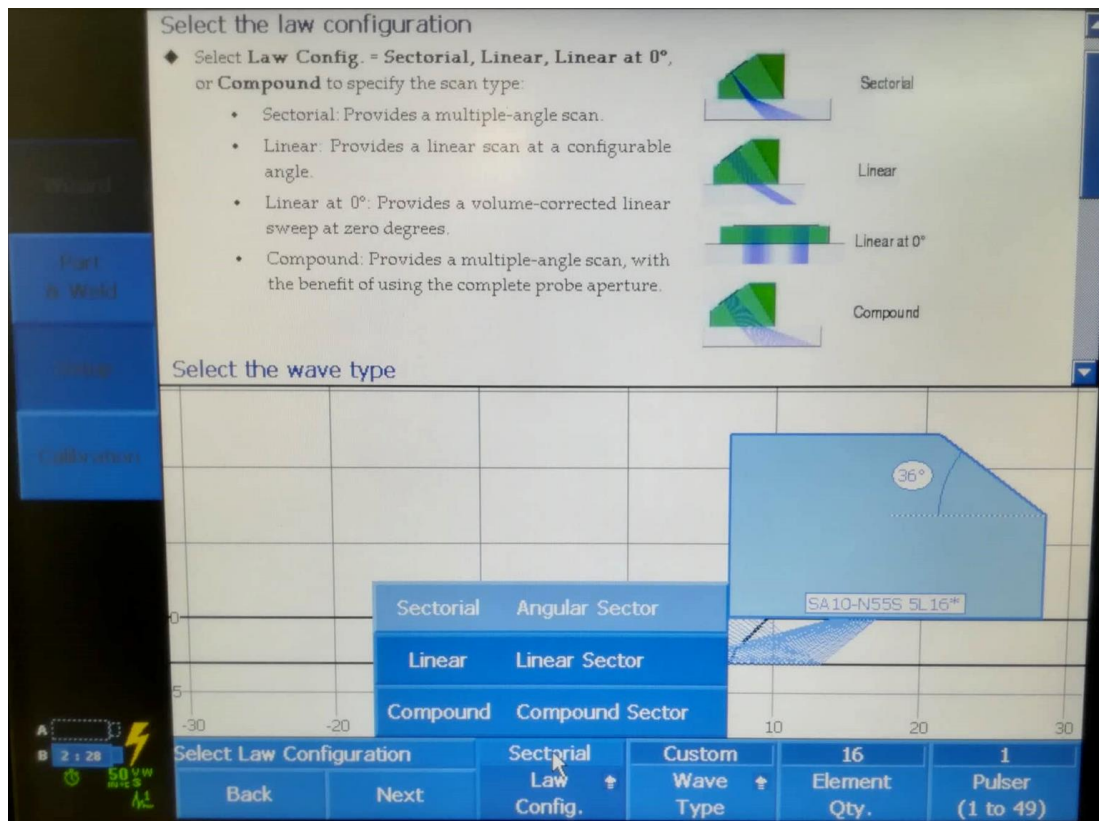 Select the law configuration
◆ Select Law Config. = Sectorial, Linear, Linear at 0°,
or Compound to specify the scan type:
• Sectorial: Provides a multiple-angle scan.
• Linear: Provides a linear scan at a configurable
angle.
• Linear at 0°: Provides a volume-corrected linear
sweep at zero degrees.
• Compound: Provides a multiple-angle scan, with
the benefit of using the complete probe aperture.
Sectorial
Linear
Linear at 0°
Compound
Select the wave type
Wizard
Part
& Weld
Setup
Calibration
36°
SA10-N55S 5L16*
0
5
-30
-20
10
20
30
Sectorial Angular Sector
Linear Linear Sector
Compound Compound Sector
A
B 2:28
50
Select Law Configuration
Sectorial
Custom
16
1
Back
Next
Law
Config.
Wave
Type
Element
Qty.
Pulser
(1 to 49)